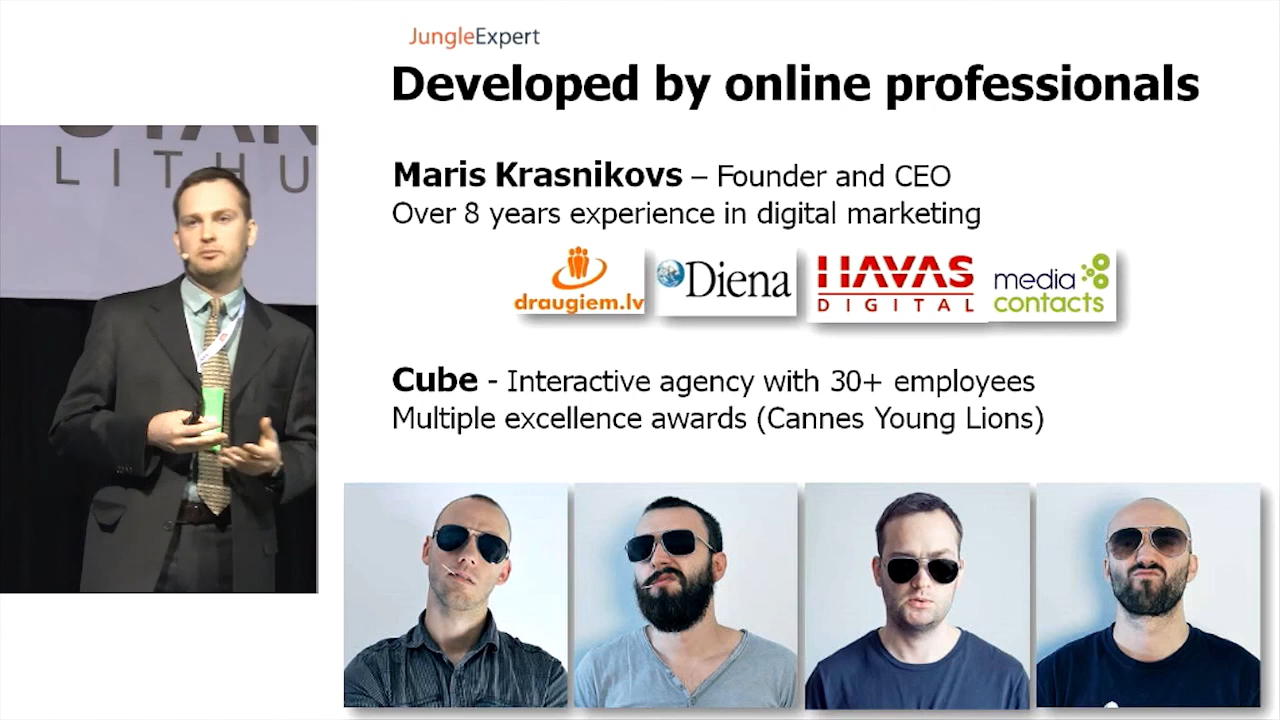 JungleExpert
Developed by online professionals
LITHU
Maris Krasnikovs – Founder and CEO
Over 8 years experience in digital marketing
draugiem.lv
Diena
HAVAS
DIGITAL
media
contacts
Cube - Interactive agency with 30+ employees
Multiple excellence awards (Cannes Young Lions)